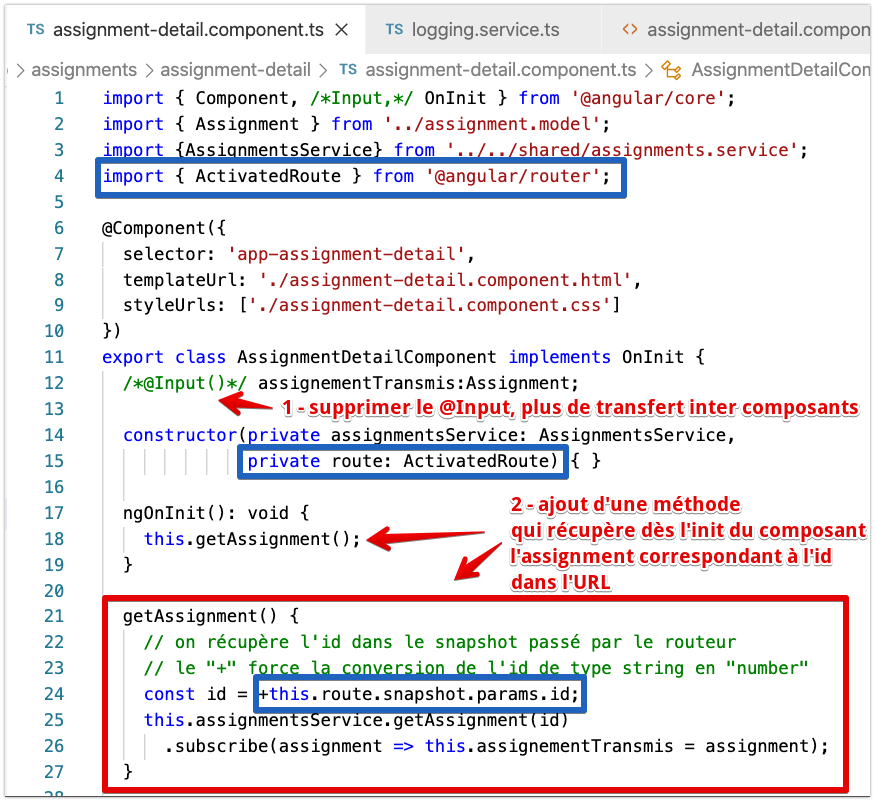 TS assignment-detail.component.ts × TS logging.service.ts <> assignment-detail.compon
> assignments > assignment-detail > TS assignment-detail.component.ts > AssignmentDetailCon
1 import { Component, /*Input,*/ OnInit } from '@angular/core';
2 import { Assignment } from '../assignment.model';
3 import {AssignmentsService} from '../../shared/assignments.service';
4 import { ActivatedRoute } from '@angular/router';
5
6 @Component({
7 selector: 'app-assignment-detail',
8 templateUrl: './assignment-detail.component.html',
9 styleUrls: ['./assignment-detail.component.css']
10 })
11 export class AssignmentDetailComponent implements OnInit {
12 /*@Input()*/ assignementTransmis:Assignment;
13
1 - supprimer le @Input, plus de transfert inter composants
14 constructor(private assignmentsService: AssignmentsService,
15 private route: ActivatedRoute) { }
16
17 ngOnInit(): void {
18 this.getAssignment();
19 }
2 - ajout d'une méthode
qui récupère dès l'init du composant
l'assignment correspondant à l'id
dans l'URL
20
21 getAssignment() {
22 // on récupère l'id dans le snapshot passé par le routeur
23 // le "+" force la conversion de l'id de type string en "number"
24 const id = +this.route.snapshot.params.id;
25 this.assignmentsService.getAssignment(id)
26 .subscribe(assignment => this.assignementTransmis = assignment);
27 }